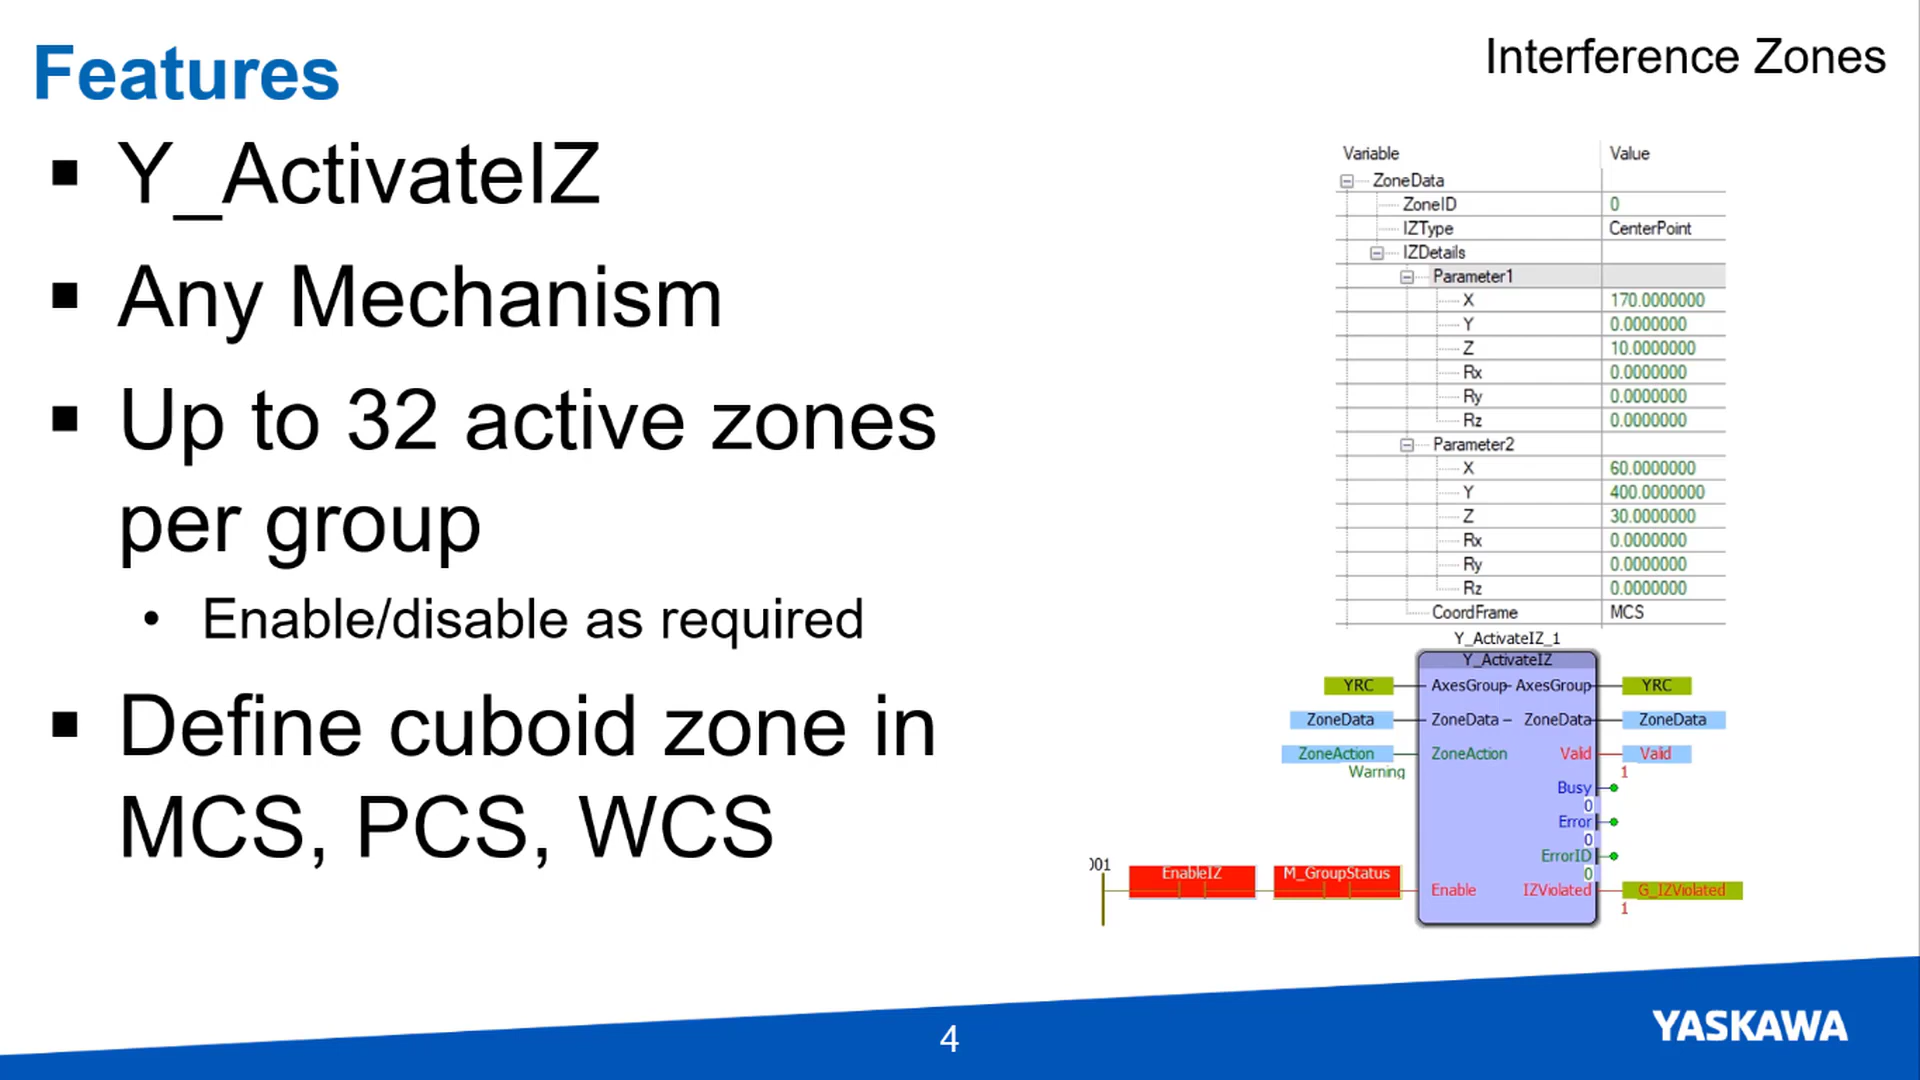 Features
Interference Zones
▪ Y_ActivateIZ
▪ Any Mechanism
▪ Up to 32 active zones
per group
• Enable/disable as required
▪ Define cuboid zone in
MCS, PCS, WCS
Variable Value
ZoneData
ZoneID 0
IZType CenterPoint
IZDetails
Parameter1
X 170.0000000
Y 0.0000000
Z 10.0000000
Rx 0.0000000
Ry 0.0000000
Rz 0.0000000
Parameter2
X 60.0000000
Y 400.0000000
Z 30.0000000
Rx 0.0000000
Ry 0.0000000
Rz 0.0000000
CoordFrame MCS
Y_ActivateIZ_1
Y_ActivateIZ
YRC AxesGroup AxesGroup YRC
ZoneData ZoneData ZoneData ZoneData
ZoneAction ZoneAction Valid Valid
Warning 1
Busy
0
Error
0
ErrorID
0
001
EnableIZ M_GroupStatus Enable IZViolated G_IZViolated
1
4
YASKAWA